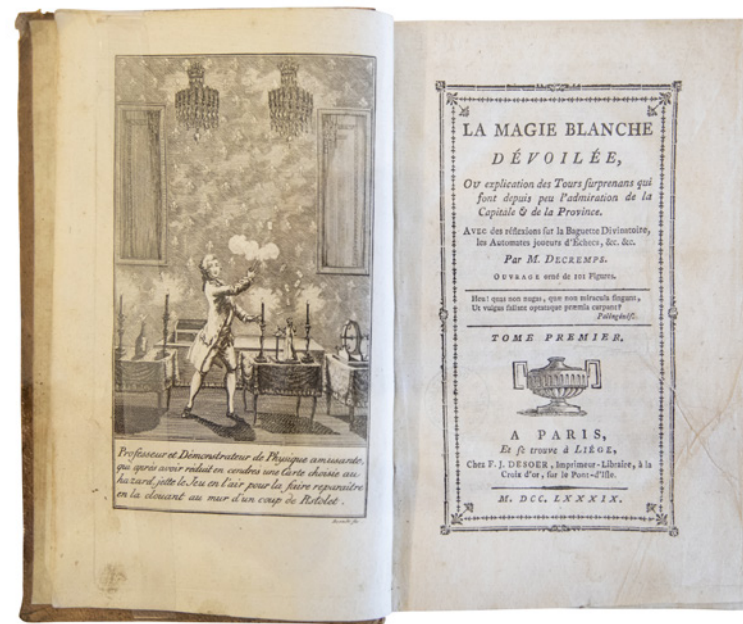 Professeur et Démonstrateur de Physique amusante,
qui après avoir réduit en cendres une Carte choisie au
hazard, jette le Jeu en l'air pour la faire reparaitre
en la clouant au mur d'un coup de Pistolet.
LA MAGIE BLANCHE
DÉVOILÉE,
OU explication des Tours ſurprenans qui
font depuis peu l'admiration de la
Capitale & de la Province.
AVEC des réflexions ſur la Baguette Divinatoire,
les Automates joueurs d'Échecs, &c. &c.
Par M. DECREMPS.
OUVRAGE orné de 101 Figures.
Heu! quas non nugas, quæ non miracula fingunt,
Ut vulgus fallant optatáque præmia carpant?
TOME PREMIER.
A PARIS,
Et ſe trouve à LIÉGE,
Chez F. J. DESOER, Imprimeur-Libraire, à la
Croix d'or, ſur le Pont-d'Iſle.
M. DCC. LXXXIX.